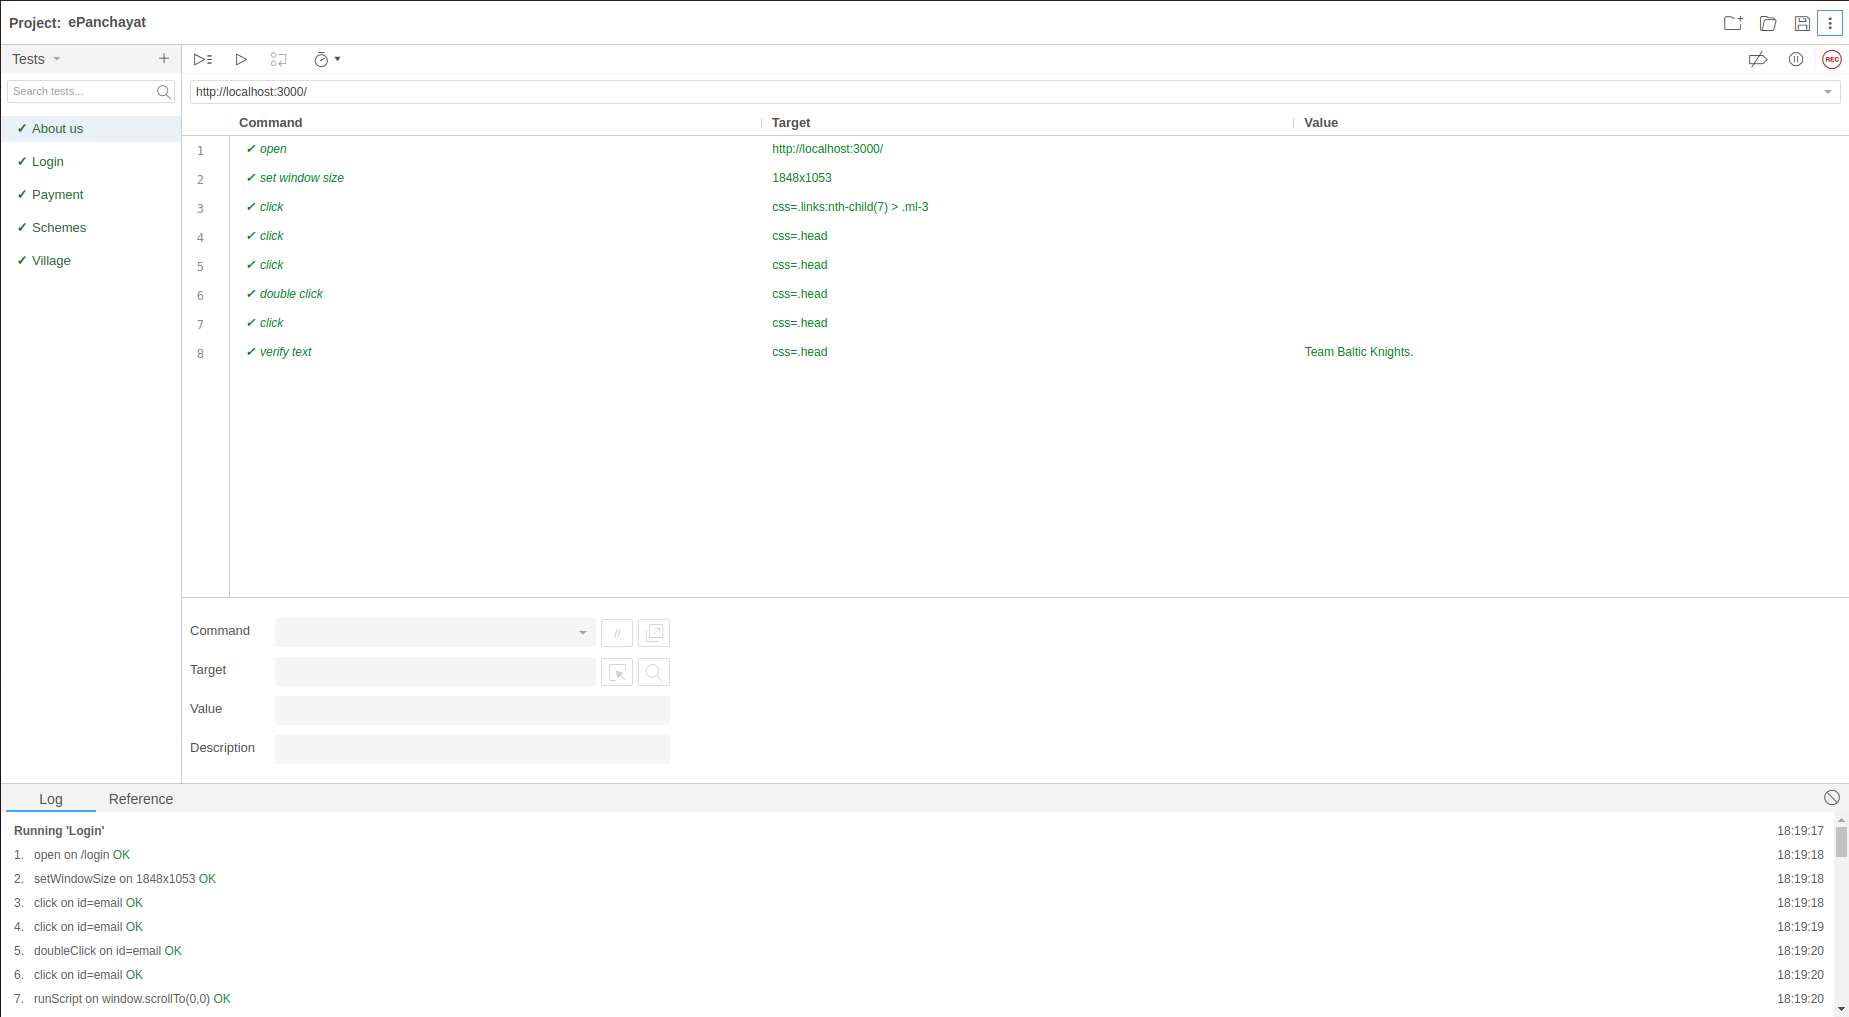 Project: ePanchayat
Tests
Search tests...
✓ About us
✓ Login
✓ Payment
✓ Schemes
✓ Village
REC
http://localhost:3000/
Command Target Value
1 ✓ open http://localhost:3000/
2 ✓ set window size 1848x1053
3 ✓ click css=.links:nth-child(7) > .ml-3
4 ✓ click css=.head
5 ✓ click css=.head
6 ✓ double click css=.head
7 ✓ click css=.head
8 ✓ verify text css=.head Team Baltic Knights.
Command //
Target
Value
Description
Log Reference
Running 'Login' 18:19:17
1. open on /login OK 18:19:18
2. setWindowSize on 1848x1053 OK 18:19:18
3. click on id=email OK 18:19:18
4. click on id=email OK 18:19:19
5. doubleClick on id=email OK 18:19:20
6. click on id=email OK 18:19:20
7. runScript on window.scrollTo(0,0) OK 18:19:20